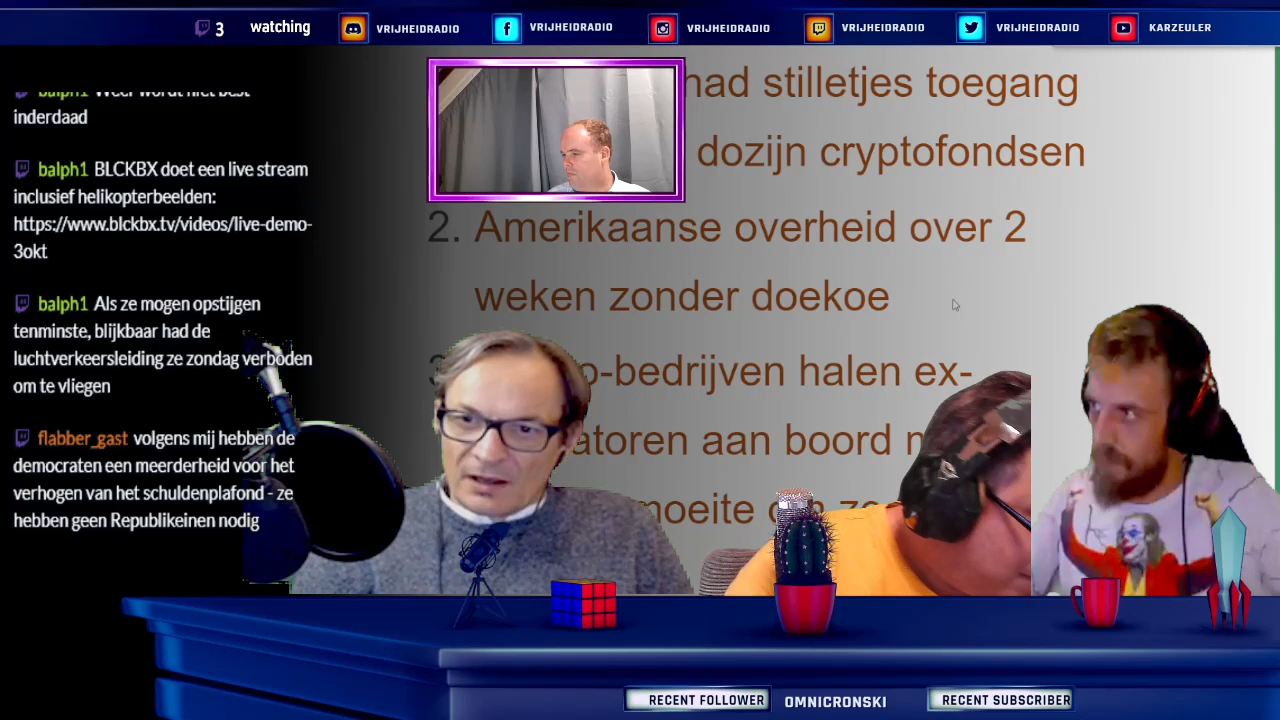 3 watching
VRIJHEIDRADIO
VRIJHEIDRADIO
VRIJHEIDRADIO
VRIJHEIDRADIO
VRIJHEIDRADIO
KARZEULER
balph1 Weer wordt niet best
inderdaad
balph1 BLCKBX doet een live stream
inclusief helikopterbeelden:
https://www.blckbx.tv/videos/live-demo-
3okt
balph1 Als ze mogen opstijgen
tenminste, blijkbaar had de
luchtverkeersleiding ze zondag verboden
om te vliegen
flabber_gast volgens mij hebben de
democraten een meerderheid voor het
verhogen van het schuldenplafond - ze
hebben geen Republikeinen nodig
had stilletjes toegang
dozijn cryptofondsen
2. Amerikaanse overheid over 2
weken zonder doekoe
o-bedrijven halen ex-
atoren aan boord
moeite
RECENT FOLLOWER
OMNICRONSKI
RECENT SUBSCRIBER